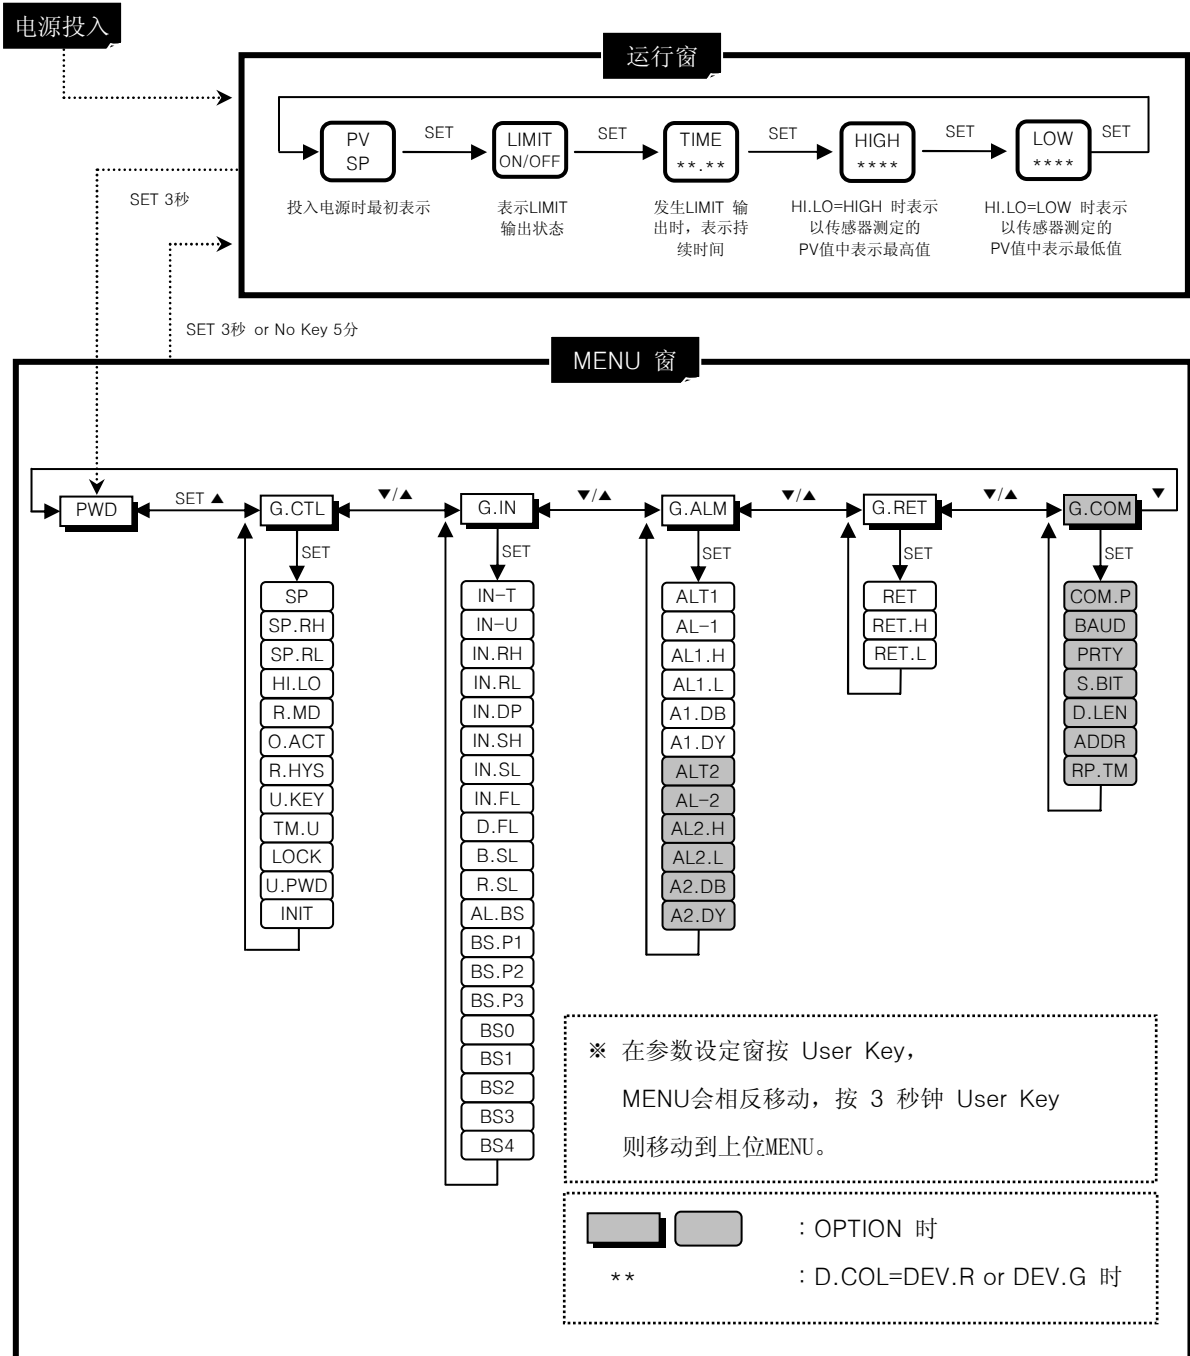 电源投入
运行窗
PV
SP
SET
LIMIT
ON/OFF
SET
TIME
**.**
SET
HIGH
****
SET
LOW
****
SET
投入电源时最初表示
表示LIMIT
输出状态
发生LIMIT 输
出时，表示持
续时间
HI.LO=HIGH 时表示
以传感器测定的
PV值中表示最高值
HI.LO=LOW 时表示
以传感器测定的
PV值中表示最低值
SET 3秒
SET 3秒 or No Key 5分
MENU 窗
PWD
SET ▲
G.CTL
▼/▲
G.IN
▼/▲
G.ALM
▼/▲
G.RET
▼/▲
G.COM
▼
SET
SP
SP.RH
SP.RL
HI.LO
R.MD
O.ACT
R.HYS
U.KEY
TM.U
LOCK
U.PWD
INIT
SET
IN-T
IN-U
IN.RH
IN.RL
IN.DP
IN.SH
IN.SL
IN.FL
D.FL
B.SL
R.SL
AL.BS
BS.P1
BS.P2
BS.P3
BS0
BS1
BS2
BS3
BS4
SET
ALT1
AL-1
AL1.H
AL1.L
A1.DB
A1.DY
ALT2
AL-2
AL2.H
AL2.L
A2.DB
A2.DY
SET
RET
RET.H
RET.L
SET
COM.P
BAUD
PRTY
S.BIT
D.LEN
ADDR
RP.TM
※ 在参数设定窗按 User Key，
MENU会相反移动，按 3 秒钟 User Key
则移动到上位MENU。
: OPTION 时
** : D.COL=DEV.R or DEV.G 时